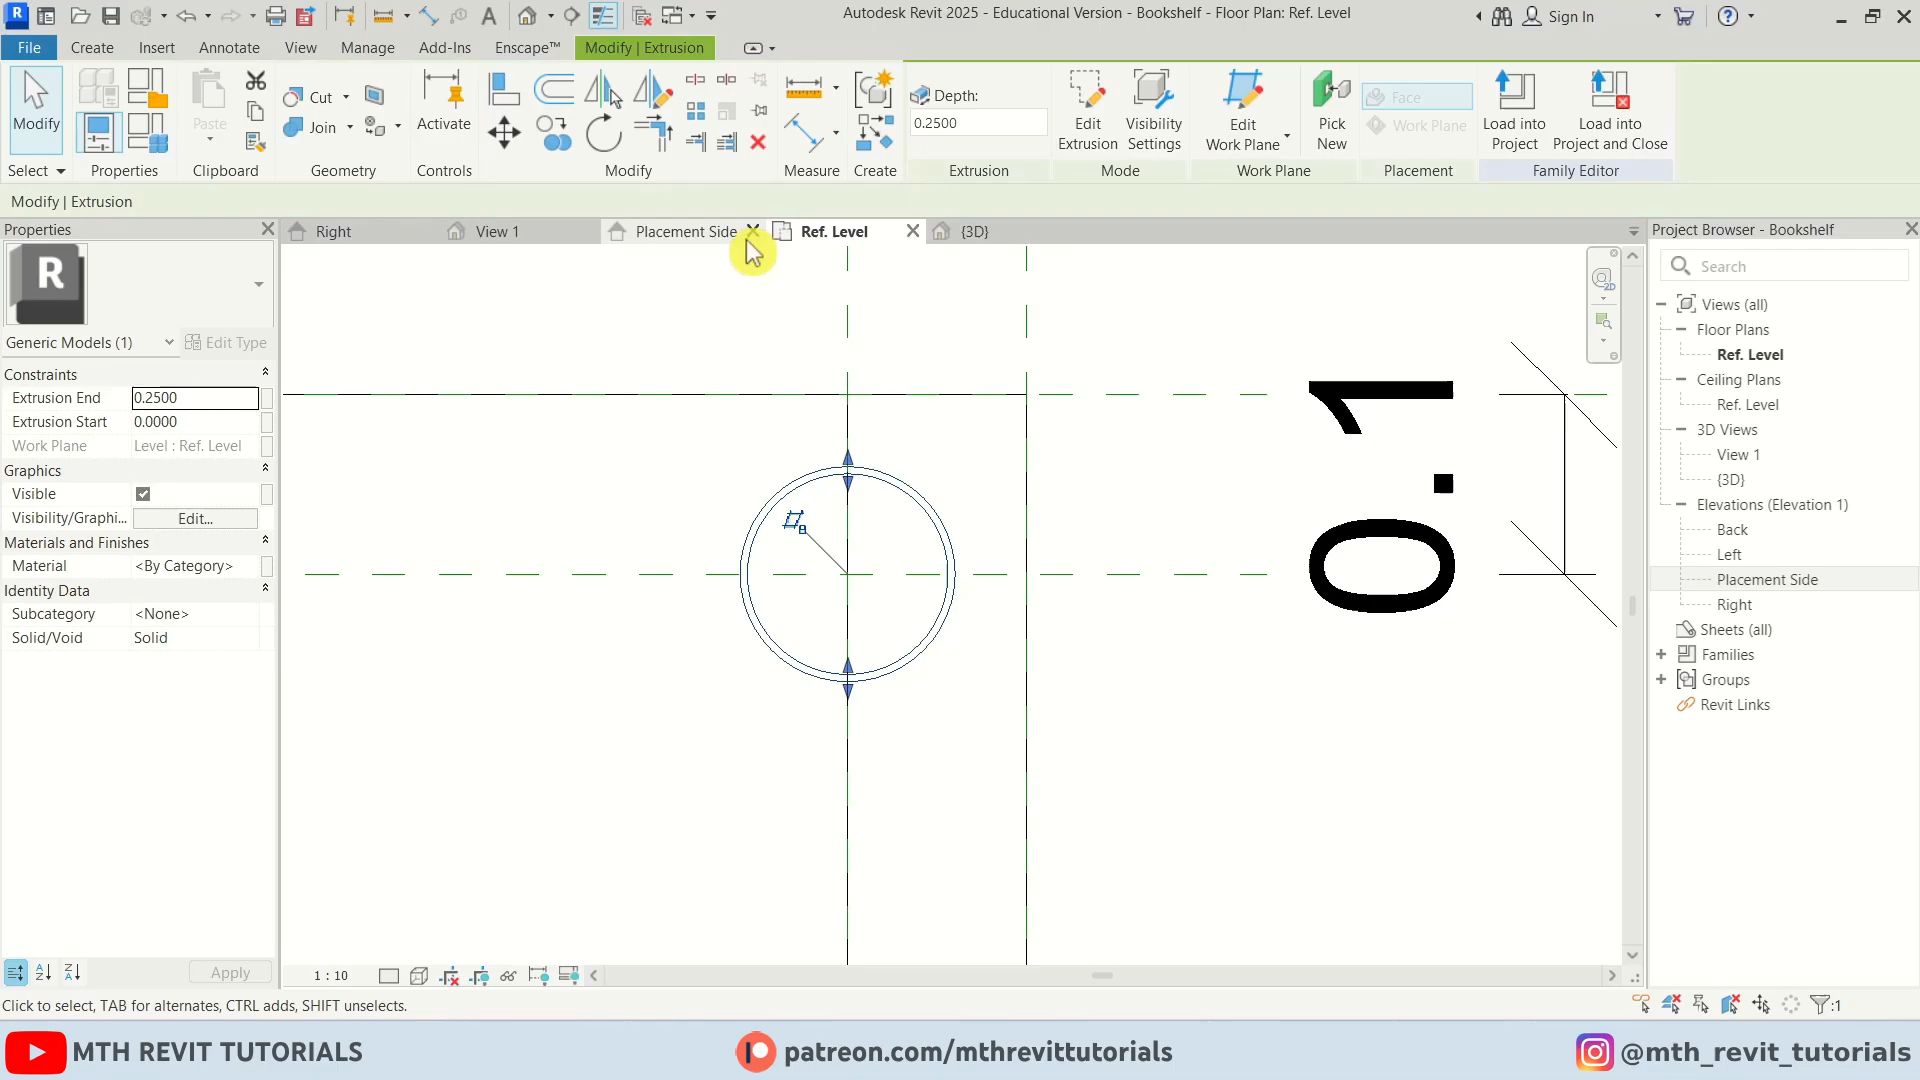 Autodesk Revit 2025 - Educational Version - Bookshelf - Floor Plan: Ref. Level
Sign In
File Create Insert Annotate View Manage Add-Ins Enscape™ Modify | Extrusion
Modify
Paste
Cut
Join
Activate
Depth:
0.2500
Edit Extrusion
Visibility Settings
Edit Work Plane
Pick New
Face
Work Plane
Load into Project
Load into Project and Close
Select Properties Clipboard Geometry Controls Modify Measure Create Extrusion Mode Work Plane Placement Family Editor
Modify | Extrusion
Properties
Right
View 1
Placement Side
Ref. Level
{3D}
Project Browser - Bookshelf
R
Generic Models (1)
Edit Type
Constraints
Extrusion End 0.2500
Extrusion Start 0.0000
Work Plane Level : Ref. Level
Graphics
Visible
Visibility/Graphi... Edit...
Materials and Finishes
Material <By Category>
Identity Data
Subcategory <None>
Solid/Void Solid
Apply
0.1
2D
Search
Views (all)
Floor Plans
Ref. Level
Ceiling Plans
Ref. Level
3D Views
View 1
{3D}
Elevations (Elevation 1)
Back
Left
Placement Side
Right
Sheets (all)
Families
Groups
Revit Links
1 : 10
Click to select, TAB for alternates, CTRL adds, SHIFT unselects.
:1
MTH REVIT TUTORIALS
patreon.com/mthrevittutorials
@mth_revit_tutorials